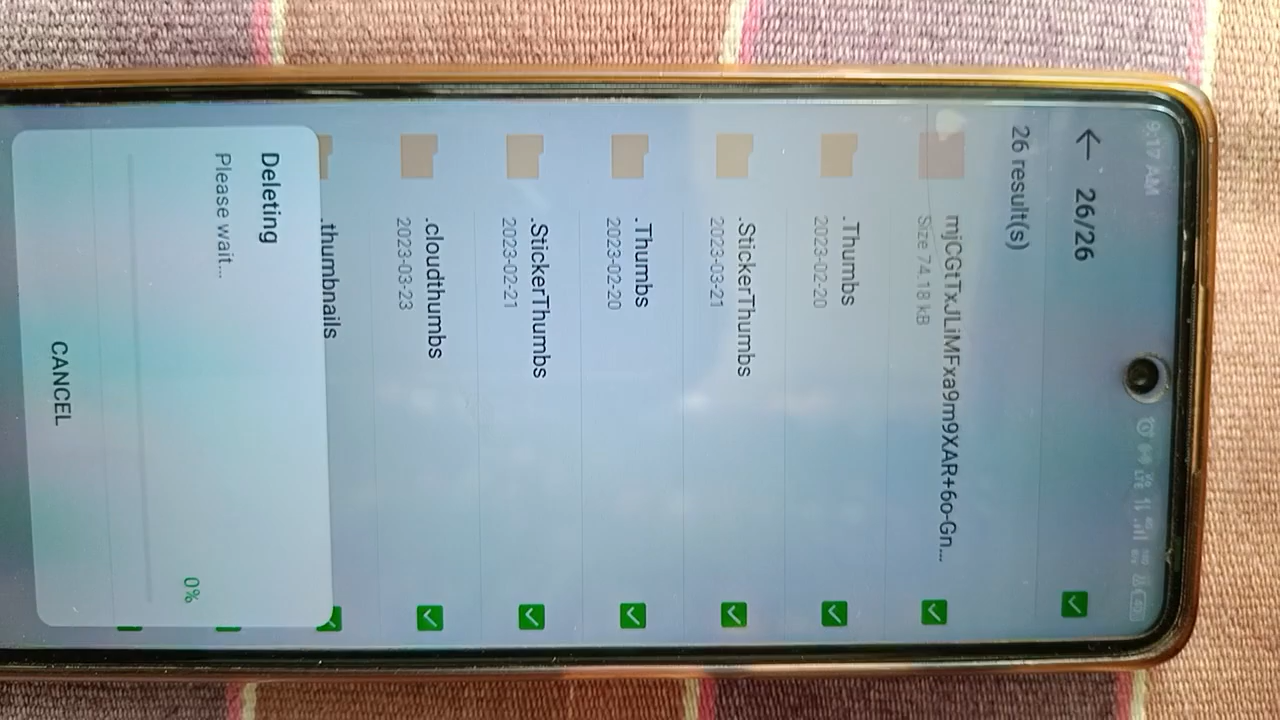 9:17 AM
26/26
26 result(s)
mjCGtTxJLiMFxa9m9XAR+6o-Gn...
Size 74.18 kB
.Thumbs
2023-02-20
.StickerThumbs
2023-03-21
.Thumbs
2023-02-20
.StickerThumbs
2023-02-21
.cloudthumbs
2023-03-23
.thumbnails
Deleting
Please wait...
0%
CANCEL